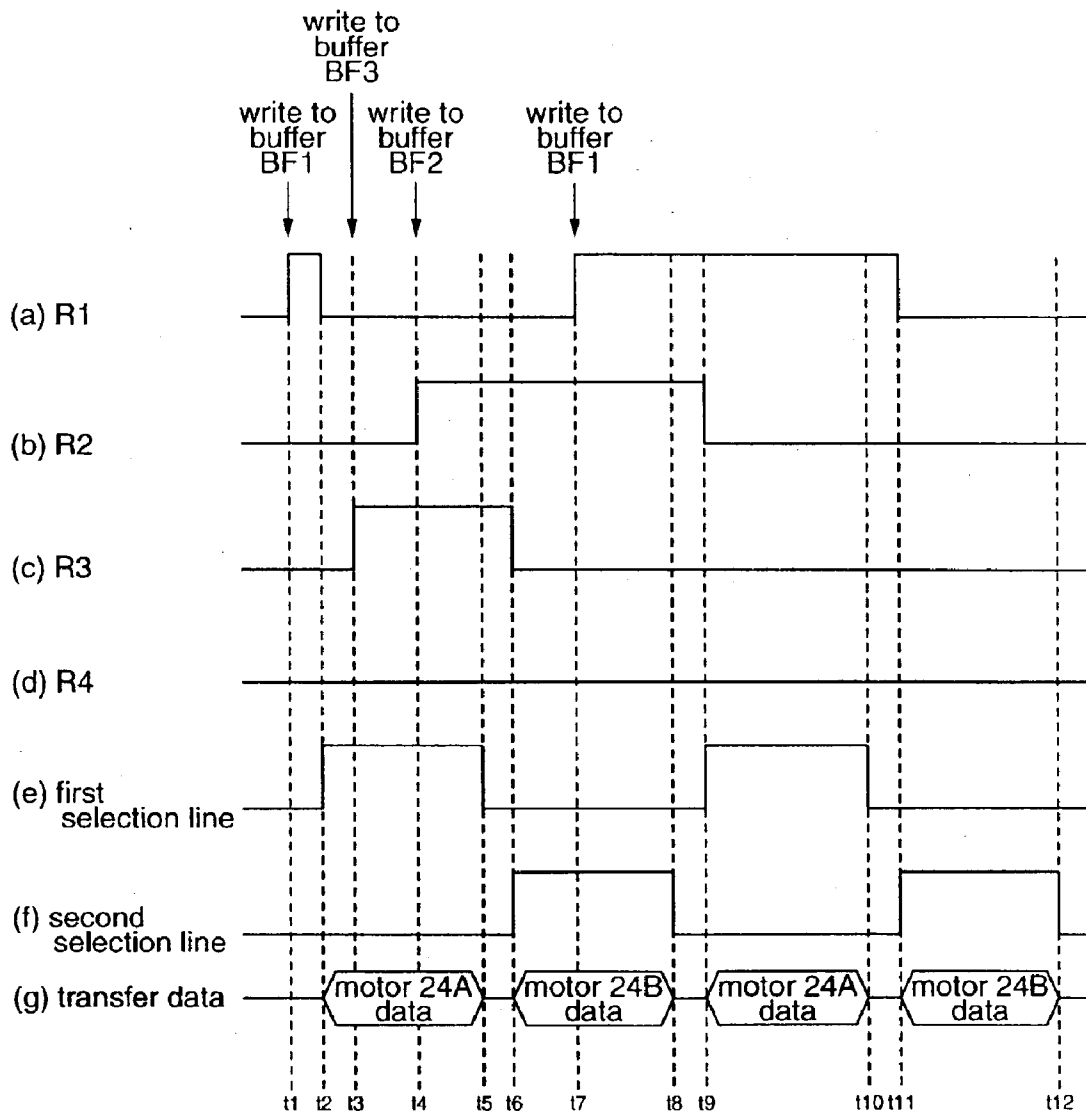 write to
buffer
BF3
write to
buffer
BF1
write to
buffer
BF2
write to
buffer
BF1
(a) R1
(b) R2
(c) R3
(d) R4
(e) first
selection line
(f) second
selection line
(g) transfer data
motor 24A
data
motor 24B
data
motor 24A
data
motor 24B
data
t1 t2 t3 t4 t5 t6 t7 t8 t9 t10 t11 t12